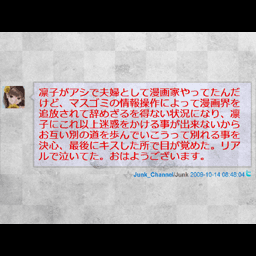 凛子がアシで夫婦として漫画家やってたんだ
けど、マスゴミの情報操作によって漫画界を
追放されて辞めざるを得ない状況になり、凛
子にこれ以上迷惑をかける事が出来ないから
お互い別の道を歩んでいこうって別れる事を
決心、最後にキスした所で目が覚めた。リア
ルで泣いてた。おはようございます。
Junk_Channel/Junk 2009-10-14 08:48:04